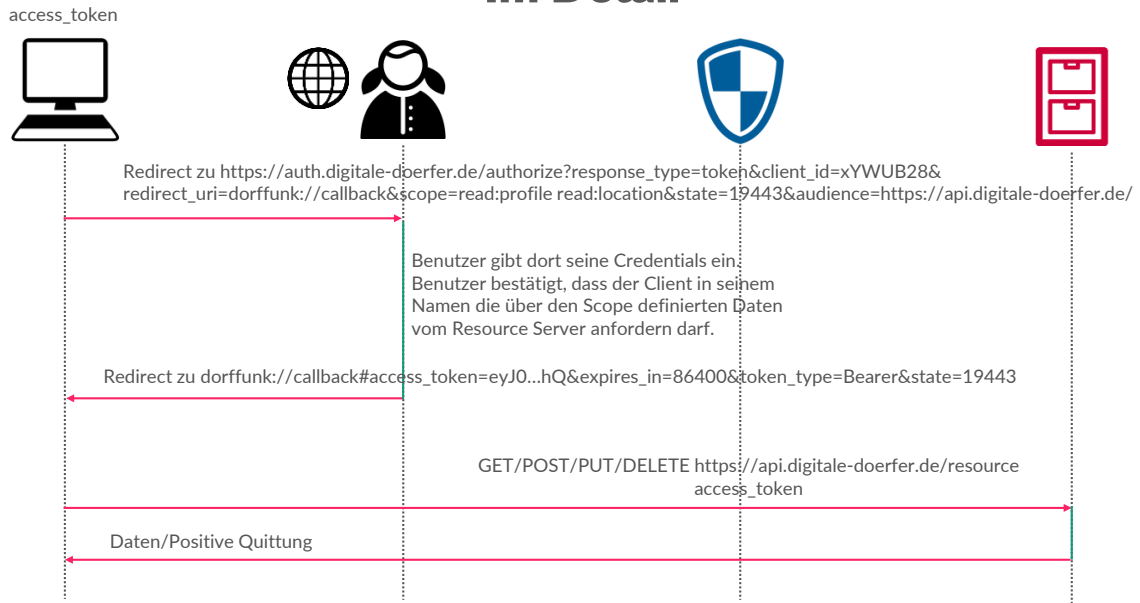 im Detail
access_token
Redirect zu https://auth.digitale-doerfer.de/authorize?response_type=token&client_id=xYWUB28&
redirect_uri=dorffunk://callback&scope=read:profile read:location&state=19443&audience=https://api.digitale-doerfer.de/
Benutzer gibt dort seine Credentials ein.
Benutzer bestätigt, dass der Client in seinem
Namen die über den Scope definierten Daten
vom Resource Server anfordern darf.
Redirect zu dorffunk://callback#access_token=eyJ0…hQ&expires_in=86400&token_type=Bearer&state=19443
GET/POST/PUT/DELETE https://api.digitale-doerfer.de/resource
access_token
Daten/Positive Quittung